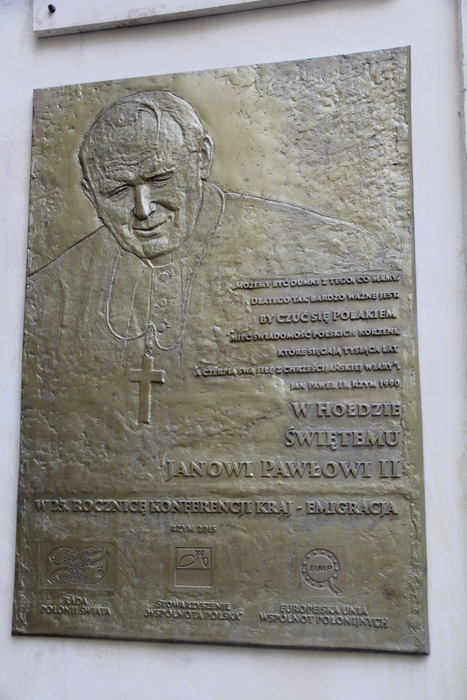 „MOŻEMY BYĆ DUMNI Z TEGO, CO MAMY.
DLATEGO TAK BARDZO WAŻNE JEST,
BY CZUĆ SIĘ POLAKIEM,
MIEĆ ŚWIADOMOŚĆ POLSKICH KORZENI,
KTÓRE SIĘGAJĄ TYSIĄCA LAT
A CZERPIĄ SWĄ SIŁĘ Z CHRZEŚCIJAŃSKIEJ WIARY".
JAN PAWEŁ II, RZYM 1990
W HOŁDZIE
ŚWIĘTEMU
JANOWI PAWŁOWI II
W 25. ROCZNICĘ KONFERENCJI KRAJ - EMIGRACJA
RZYM 2015
RADA
POLONII ŚWIATA
STOWARZYSZENIE
„WSPÓLNOTA POLSKA"
EUWP
EUROPEJSKA UNIA
WSPÓLNOT POLONIJNYCH